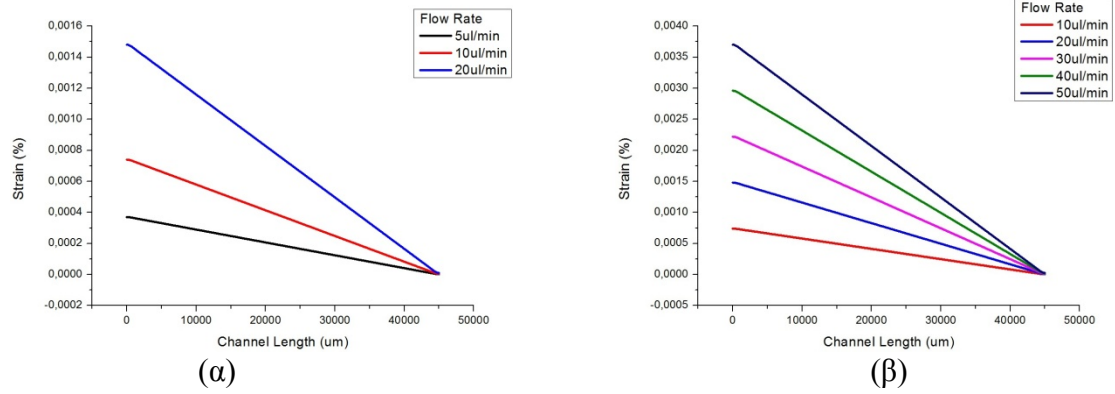 Flow Rate
5ul/min
10ul/min
20ul/min
0,0016
0,0014
0,0012
0,0010
0,0008
0,0006
0,0004
0,0002
0,0000
-0,0002
Strain (%)
0
10000
20000
30000
40000
50000
Channel Length (um)
(α)
Flow Rate
10ul/min
20ul/min
30ul/min
40ul/min
50ul/min
0,0040
0,0035
0,0030
0,0025
0,0020
0,0015
0,0010
0,0005
0,0000
-0,0005
Strain (%)
0
10000
20000
30000
40000
50000
Channel Length (um)
(β)